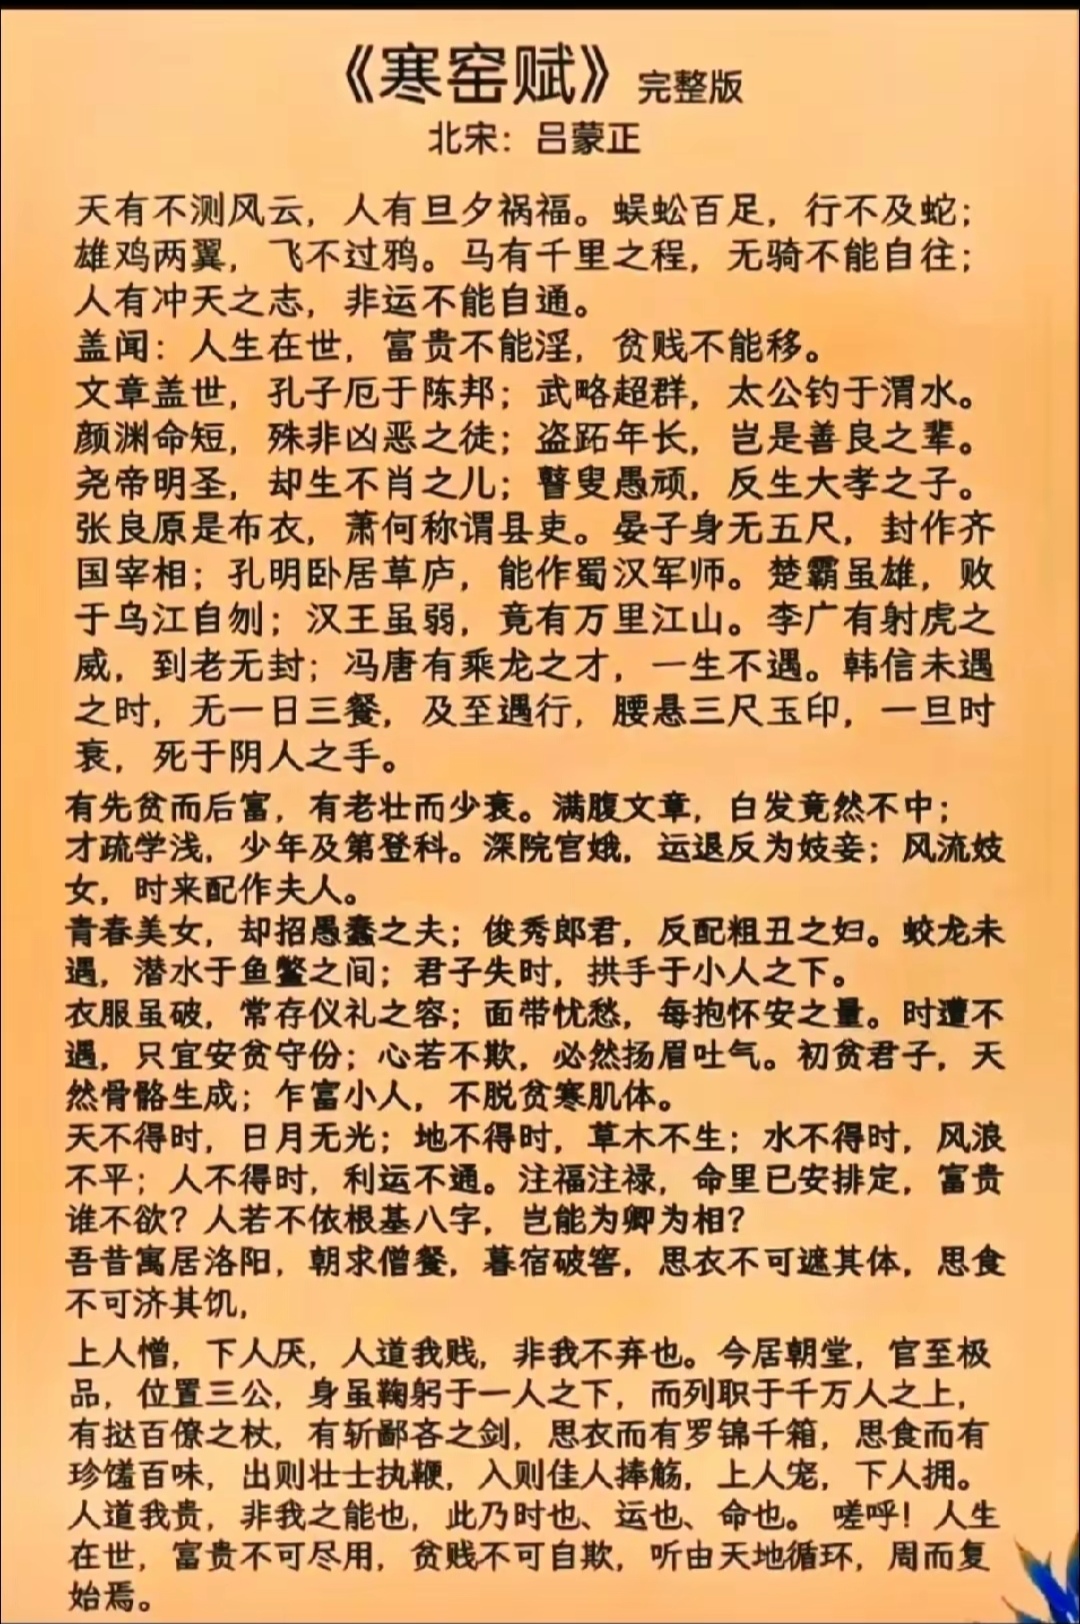 《寒窑赋》完整版
北宋：吕蒙正
天有不测风云，人有旦夕祸福。蜈蚣百足，行不及蛇；
雄鸡两翼，飞不过鸦。马有千里之程，无骑不能自往；
人有冲天之志，非运不能自通。
盖闻：人生在世，富贵不能淫，贫贱不能移。
文章盖世，孔子厄于陈邦；武略超群，太公钓于渭水。
颜渊命短，殊非凶恶之徒；盗跖年长，岂是善良之辈。
尧帝明圣，却生不肖之儿；瞽叟愚顽，反生大孝之子。
张良原是布衣，萧何称谓县吏。晏子身无五尺，封作齐
国宰相；孔明卧居草庐，能作蜀汉军师。楚霸虽雄，败
于乌江自刎；汉王虽弱，竟有万里江山。李广有射虎之
威，到老无封；冯唐有乘龙之才，一生不遇。韩信未遇
之时，无一日三餐，及至遇行，腰悬三尺玉印，一旦时
衰，死于阴人之手。
有先贫而后富，有老壮而少衰。满腹文章，白发竟然不中；
才疏学浅，少年及第登科。深院宫娥，运退反为妓妾；风流妓
女，时来配作夫人。
青春美女，却招愚蠢之夫；俊秀郎君，反配粗丑之妇。蛟龙未
遇，潜水于鱼鳖之间；君子失时，拱手于小人之下。
衣服虽破，常存仪礼之容；面带忧愁，每抱怀安之量。时遭不
遇，只宜安贫守份；心若不欺，必然扬眉吐气。初贫君子，天
然骨骼生成；乍富小人，不脱贫寒肌体。
天不得时，日月无光；地不得时，草木不生；水不得时，风浪
不平；人不得时，利运不通。注福注禄，命里已安排定，富贵
谁不欲？人若不依根基八字，岂能为卿为相？
吾昔寓居洛阳，朝求僧餐，暮宿破窖，思衣不可遮其体，思食
不可济其饥，
上人憎，下人厌，人道我贱，非我不弃也。今居朝堂，官至极
品，位置三公，身虽鞠躬于一人之下，而列职于千万人之上，
有挞百僚之杖，有斩鄙吝之剑，思衣而有罗锦千箱，思食而有
珍馐百味，出则壮士执鞭，入则佳人捧觞，上人宠，下人拥。
人道我贵，非我之能也，此乃时也、运也、命也。 嗟呼！人生
在世，富贵不可尽用，贫贱不可自欺，听由天地循环，周而复
始焉。